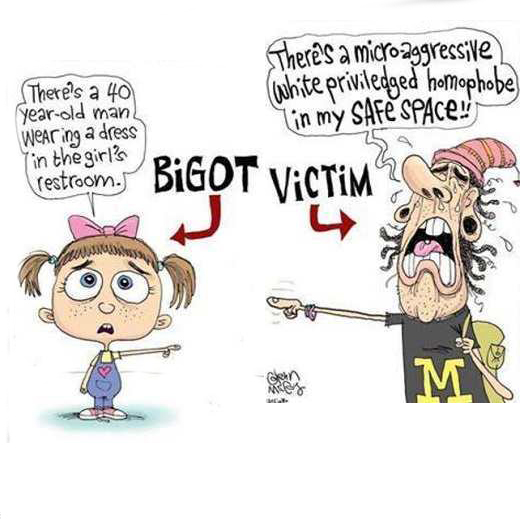 There's a 40
year-old man
wearing a dress
in the girl's
restroom.
BiGOT
ViCTiM
There's a microaggressive
white priviledged homophobe
in my SAFE SPACE!!
M